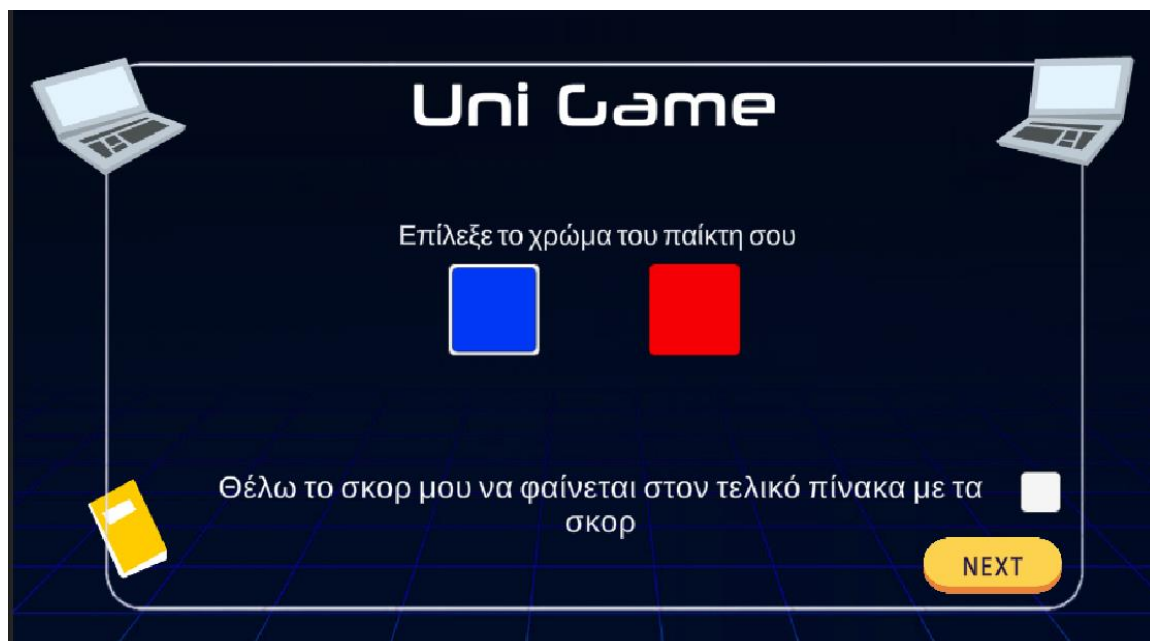 Uni Game
Επίλεξε το χρώμα του παίκτη σου
Θέλω το σκορ μου να φαίνεται στον τελικό πίνακα με τα
σκορ
NEXT